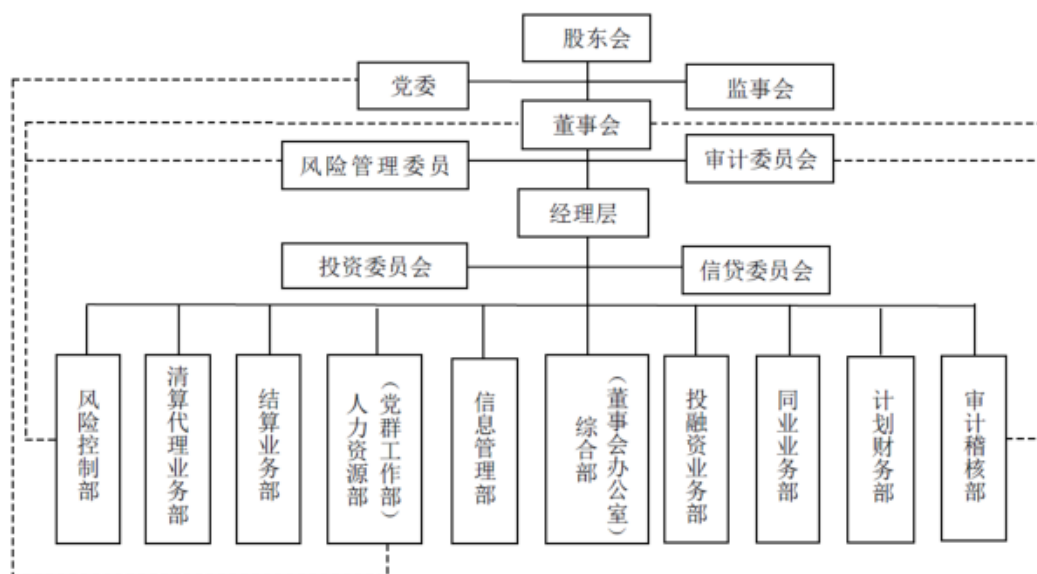 股东会
党委
监事会
董事会
风险管理委员
审计委员会
经理层
投资委员会
信贷委员会
风险控制部
清算代理业务部
结算业务部
（党群工作部）
人力资源部
信息管理部
（董事会办公室）
综合部
投融资业务部
同业业务部
计划财务部
审计稽核部